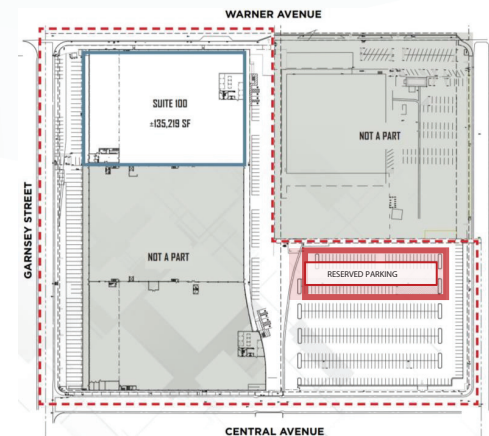 WARNER AVENUE
SUITE 100
±135,219 SF
NOT A PART
GARNSEY STREET
NOT A PART
RESERVED PARKING
CENTRAL AVENUE